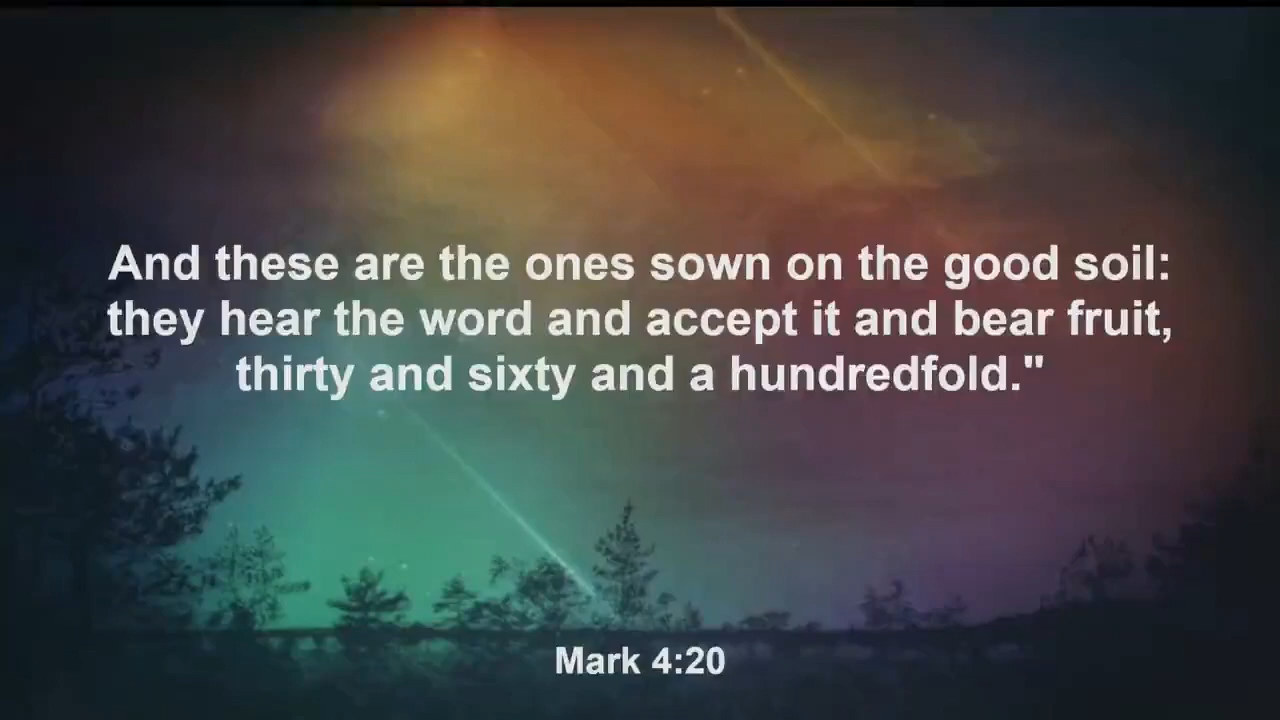 And these are the ones sown on the good soil:
they hear the word and accept it and bear fruit,
thirty and sixty and a hundredfold."
Mark 4:20